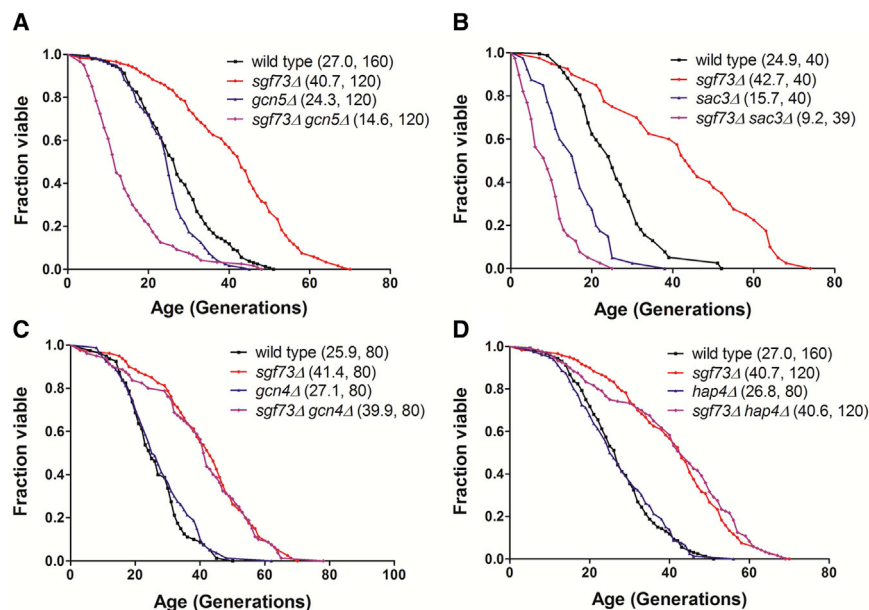 A
Fraction viable
1.0
0.8
0.6
0.4
0.2
0.0
0
20
40
60
80
Age (Generations)
wild type (27.0, 160)
sgf73Δ (40.7, 120)
gcn5Δ (24.3, 120)
sgf73Δ gcn5Δ (14.6, 120)
B
Fraction viable
1.0
0.8
0.6
0.4
0.2
0.0
0
20
40
60
80
Age (Generations)
wild type (24.9, 40)
sgf73Δ (42.7, 40)
sac3Δ (15.7, 40)
sgf73Δ sac3Δ (9.2, 39)
C
Fraction viable
1.0
0.8
0.6
0.4
0.2
0.0
0
20
40
60
80
100
Age (Generations)
wild type (25.9, 80)
sgf73Δ (41.4, 80)
gcn4Δ (27.1, 80)
sgf73Δ gcn4Δ (39.9, 80)
D
Fraction viable
1.0
0.8
0.6
0.4
0.2
0.0
0
20
40
60
80
Age (Generations)
wild type (27.0, 160)
sgf73Δ (40.7, 120)
hap4Δ (26.8, 80)
sgf73Δ hap4Δ (40.6, 120)